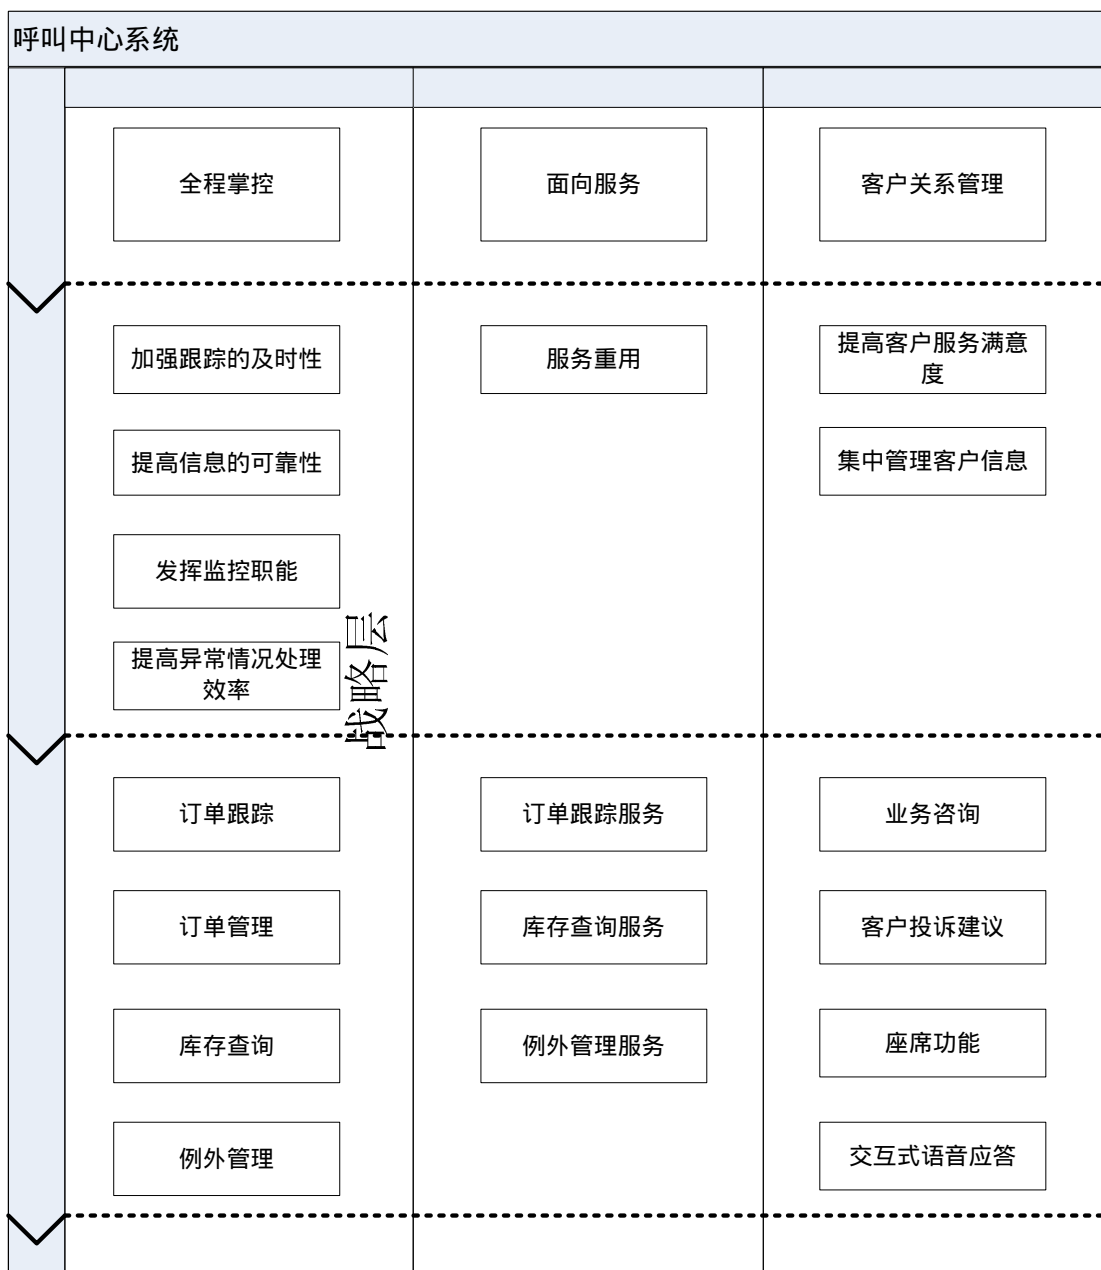 呼叫中心系统
全程掌控
面向服务
客户关系管理
加强跟踪的及时性
服务重用
提高客户服务满意
度
提高信息的可靠性
集中管理客户信息
发挥监控职能
提高异常情况处理
效率
战略层
订单跟踪
订单跟踪服务
业务咨询
订单管理
库存查询服务
客户投诉建议
库存查询
例外管理服务
座席功能
例外管理
交互式语音应答